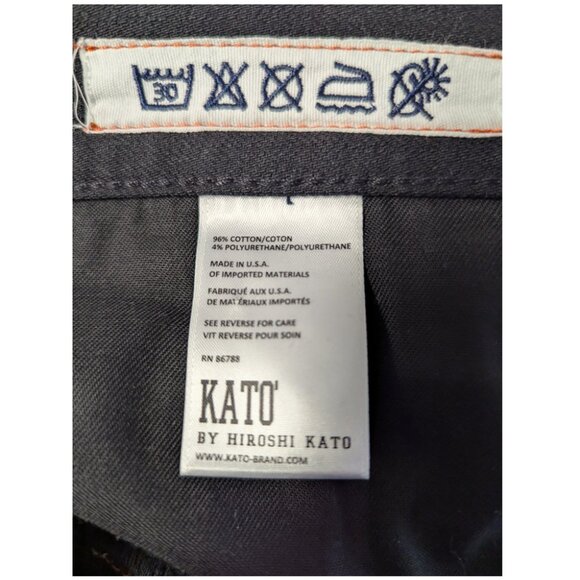 30
96% COTTON/COTON
4% POLYURETHANE/POLYURETHANE
MADE IN U.S.A.
OF IMPORTED MATERIALS
FABRIQUÉ AUX U.S.A.
DE MATÉRIAUX IMPORTÉS
SEE REVERSE FOR CARE
VIT REVERSE POUR SOIN
RN 86788
KATO'
BY HIROSHI KATO
WWW.KATO-BRAND.COM